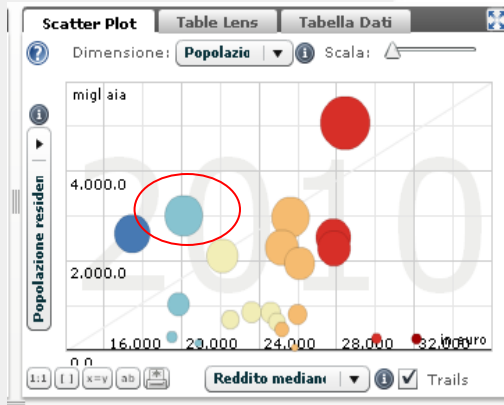 Scatter Plot Table Lens Tabella Dati
Dimensione: Popolazio Scala:
migliaia
2010
4.000.0
Popolazione residen
2.000.0
in euro
16.000 20.000 24.000 28.000 32.000
0.0
1:1 [ ] x=y ab Reddito median Trails